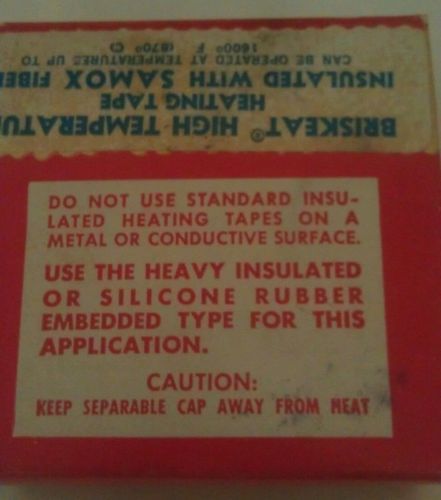 BRISKEAT® HIGH TEMPERATU
HEATING TAPE
INSULATED WITH SAMOX FIBER
CAN BE OPERATED AT TEMPERATURES UP TO
1600° F (870° C)
DO NOT USE STANDARD INSU-
LATED HEATING TAPES ON A
METAL OR CONDUCTIVE SURFACE.
USE THE HEAVY INSULATED
OR SILICONE RUBBER
EMBEDDED TYPE FOR THIS
APPLICATION.
CAUTION:
KEEP SEPARABLE CAP AWAY FROM HEAT